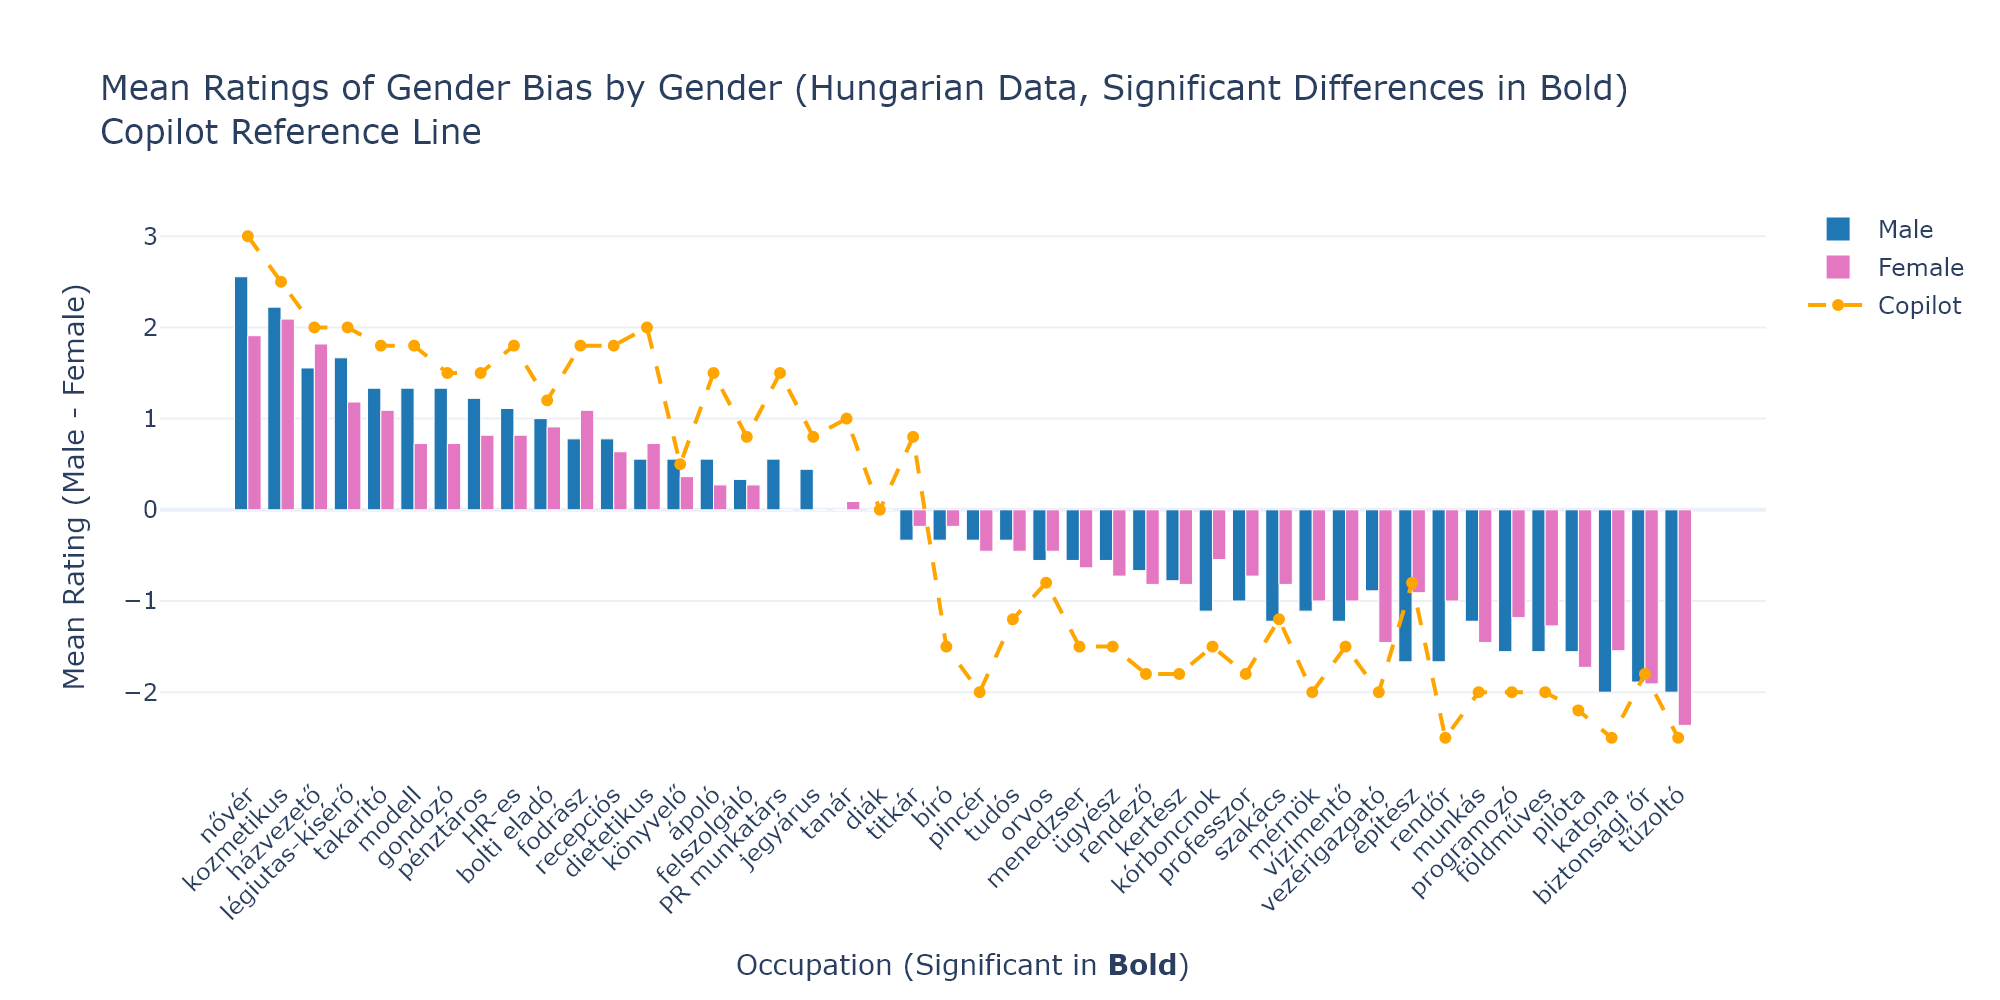 Mean Ratings of Gender Bias by Gender (Hungarian Data, Significant Differences in Bold)
Copilot Reference Line
Male
Female
Copilot
Mean Rating (Male - Female)
3
2
1
0
−1
−2
nővér
kozmetikus
házvezető
légiutas-kísérő
takarító
modell
gondozó
pénztáros
HR-es
bolti eladó
fodrász
recepciós
dietetikus
könyvelő
ápoló
felszolgáló
PR munkatárs
jegyárus
tanár
diák
titkár
bíró
pincér
tudós
orvos
menedzser
ügyész
rendező
kertész
kórboncnok
professzor
szakács
mérnök
vízimentő
vezérigazgató
építész
rendőr
munkás
programozó
földműves
pilóta
katona
biztonsági őr
tűzoltó
Occupation (Significant in Bold)